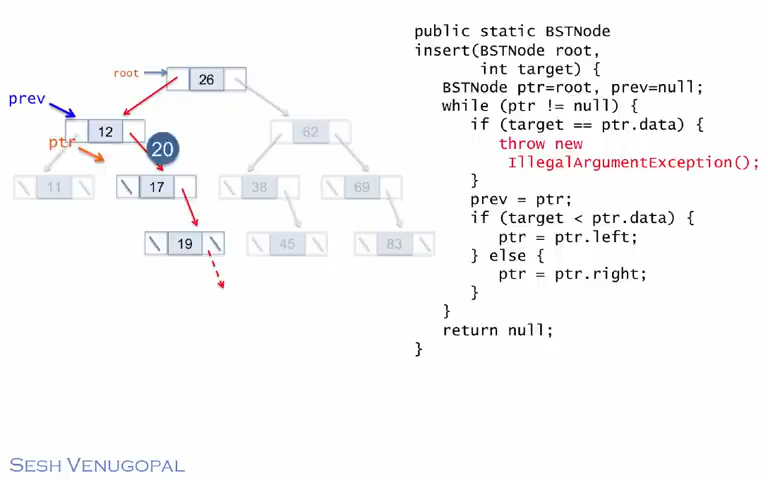 root
26
prev
12
ptr
20
62
11
17
38
69
19
45
83
public static BSTNode
insert(BSTNode root,
int target) {
BSTNode ptr=root, prev=null;
while (ptr != null) {
if (target == ptr.data) {
throw new
IllegalArgumentException();
}
prev = ptr;
if (target < ptr.data) {
ptr = ptr.left;
} else {
ptr = ptr.right;
}
}
return null;
}
SESH VENUGOPAL